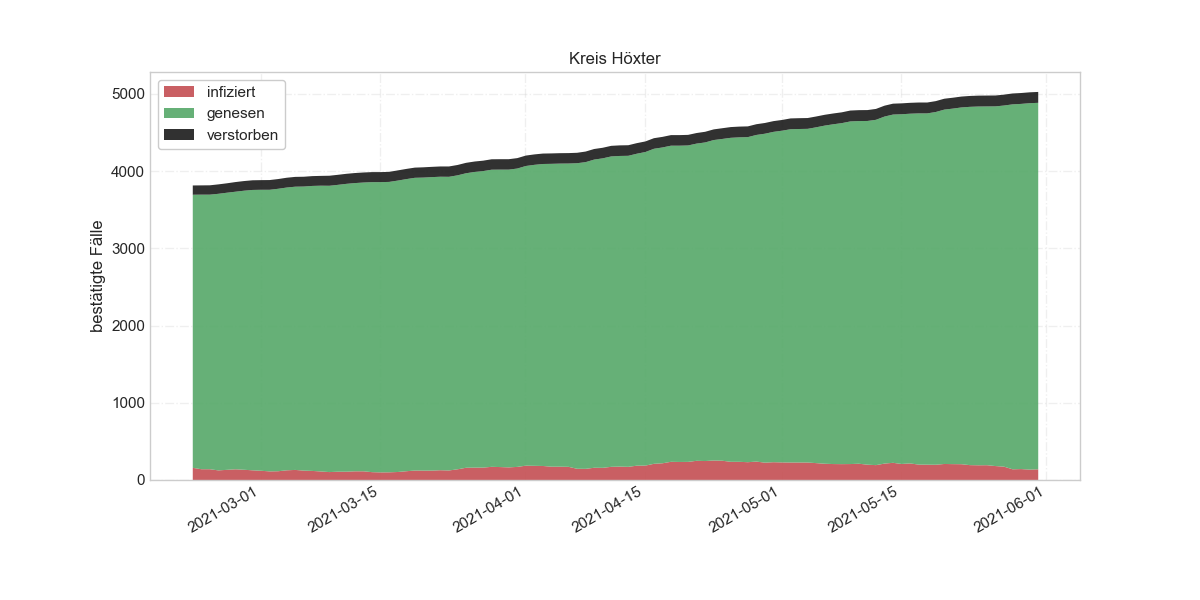 Kreis Höxter
infiziert
genesen
verstorben
bestätigte Fälle
5000
4000
3000
2000
1000
0
2021-03-01
2021-03-15
2021-04-01
2021-04-15
2021-05-01
2021-05-15
2021-06-01